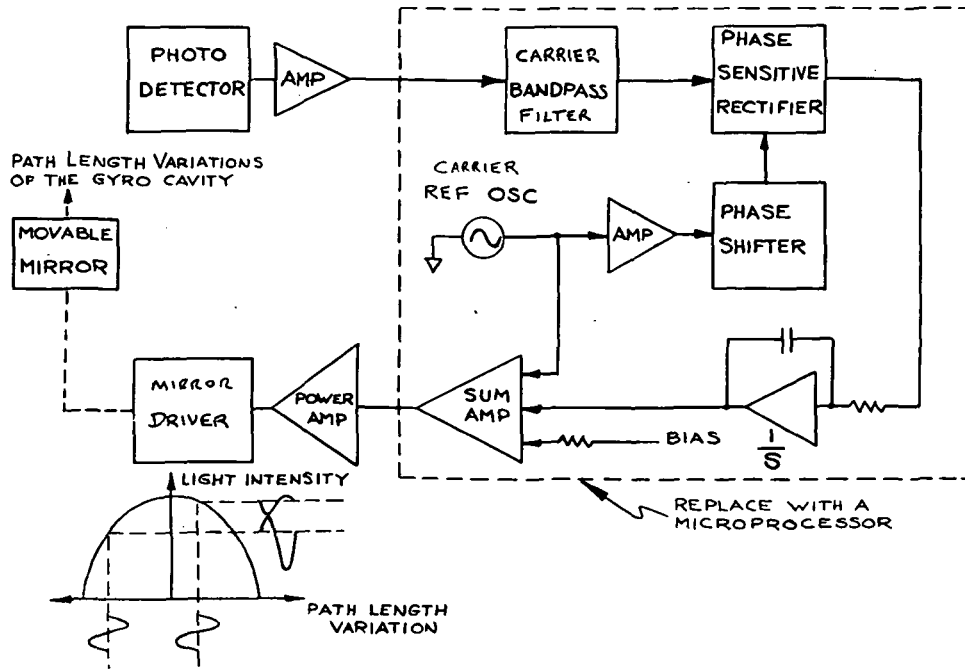 PHOTO
DETECTOR
AMP
CARRIER
BANDPASS
FILTER
PHASE
SENSITIVE
RECTIFIER
PATH LENGTH VARIATIONS
OF THE GYRO CAVITY
MOVABLE
MIRROR
CARRIER
REF OSC
AMP
PHASE
SHIFTER
MIRROR
DRIVER
POWER
AMP
SUM
AMP
BIAS
1
S
LIGHT INTENSITY
REPLACE WITH A
MICROPROCESSOR
PATH LENGTH
VARIATION